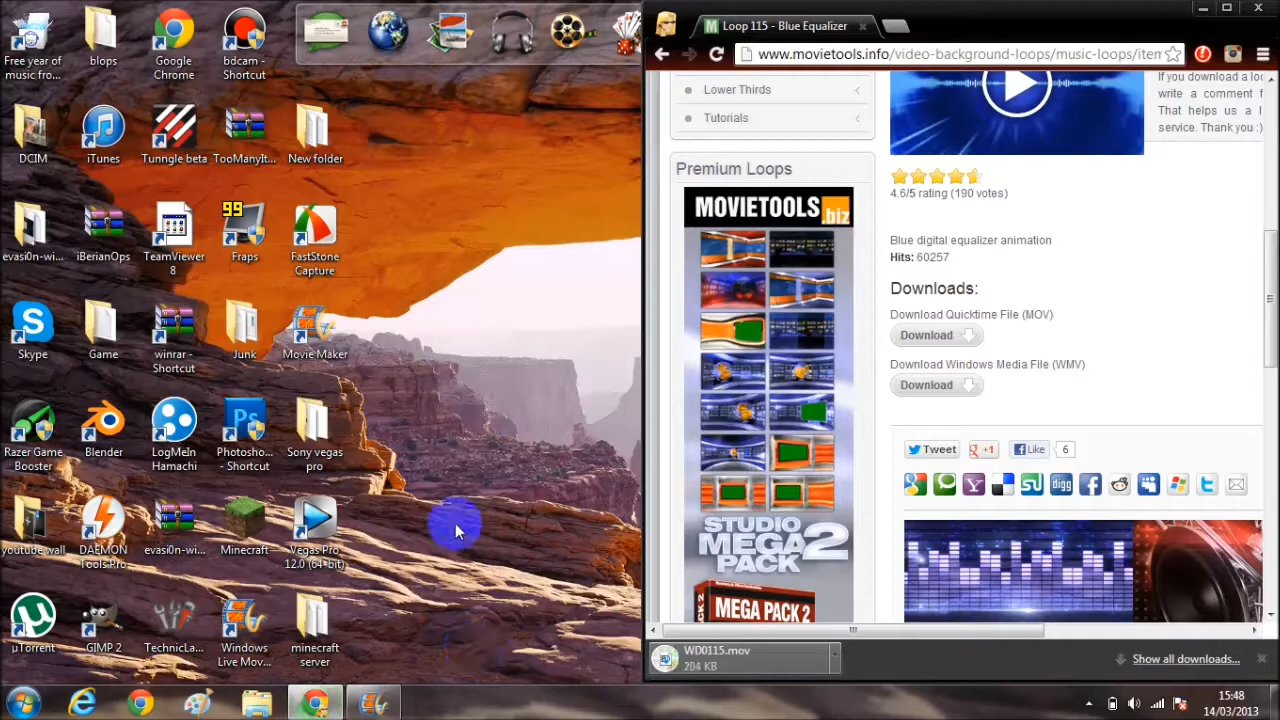 Free year of
music fro...
blops
Google
Chrome
bdcam -
Shortcut
DCIM
iTunes
Tunngle beta
TooManyIt...
New folder
evasi0n-wi...
iBerianOps
TeamViewer
8
99
Fraps
FastStone
Capture
Skype
Game
winrar -
Shortcut
Junk
Movie Maker
Razer Game
Booster
Blender
LogMeIn
Hamachi
Ps
Photosho...
- Shortcut
Sony vegas
pro
youtube wall
DAEMON
Tools Pro
evasi0n-wi...
Minecraft
Vegas Pro
12.0 (64-bit)
µTorrent
GIMP 2
TechnicLa...
Windows
Live Mov...
minecraft
server
Loop 115 - Blue Equalizer
www.movietools.info/video-background-loops/music-loops/item
Lower Thirds
Tutorials
If you download a loo
write a comment f
That helps us a l
service. Thank you :)
Premium Loops
MOVIETOOLS.biz
STUDIO
MEGA 2
PACK
MEGA PACK 2
4.6/5 rating (190 votes)
Blue digital equalizer animation
Hits: 60257
Downloads:
Download Quicktime File (MOV)
Download
Download Windows Media File (WMV)
Download
Tweet
+1
Like
6
digg
WD0115.mov
204 KB
Show all downloads...
15:48
14/03/2013